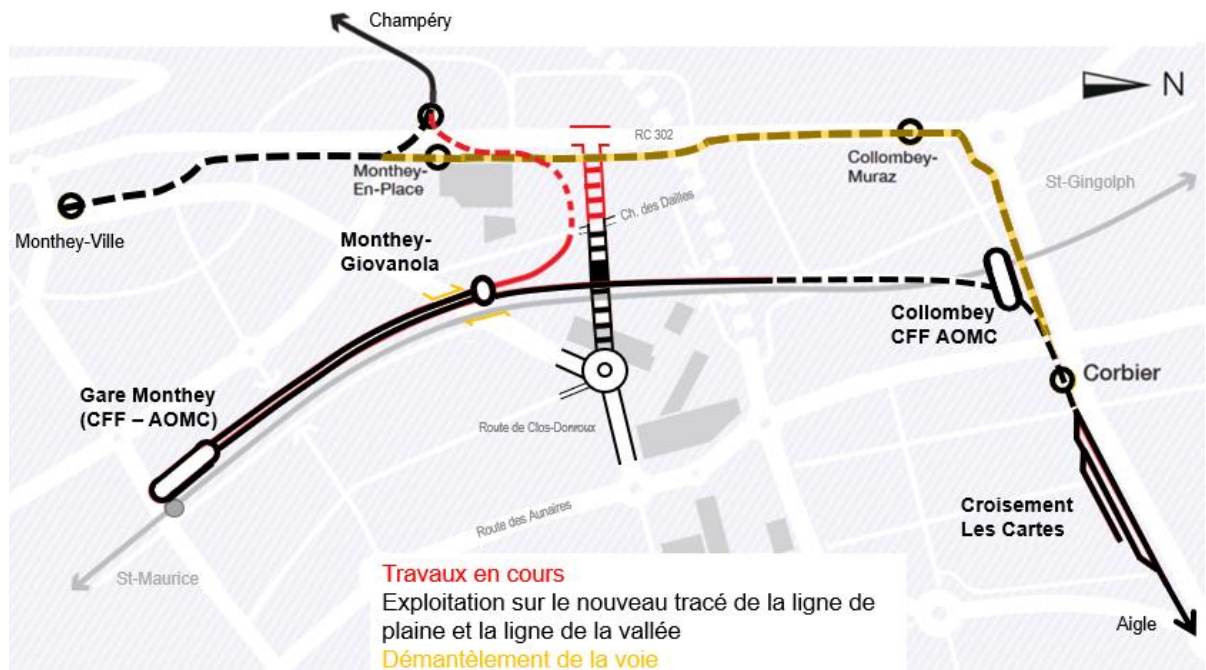 Champéry
N
RC 302
Monthey-
En-Place
Collombey-
Muraz
St-Gingolph
Ch. des Dailles
Monthey-Ville
Monthey-
Giovanola
Collombey
CFF AOMC
Corbier
Gare Monthey
(CFF – AOMC)
Route de Clos-Donroux
Croisement
Les Cartes
Route des Aunaires
St-Maurice
Aigle
Travaux en cours
Exploitation sur le nouveau tracé de la ligne de
plaine et la ligne de la vallée
Démantèlement de la voie